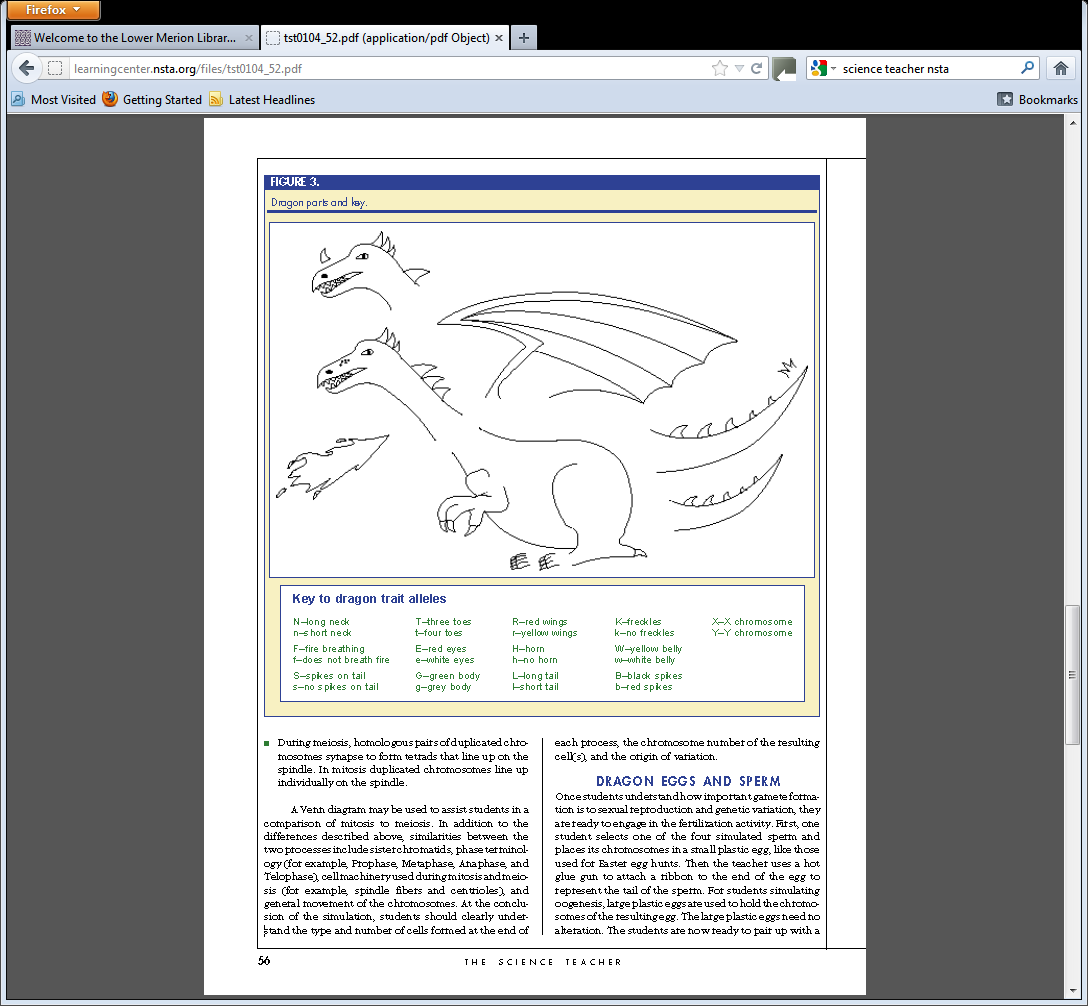 Firefox
Welcome to the Lower Merion Librar...
tst0104_52.pdf (application/pdf Object)
learningcenter.nsta.org/files/tst0104_52.pdf
science teacher nsta
Most Visited
Getting Started
Latest Headlines
Bookmarks
FIGURE 3.
Dragon parts and key.
Key to dragon trait alleles
N–long neck
n–short neck
F–fire breathing
f–does not breath fire
S–spikes on tail
s–no spikes on tail
T–three toes
t–four toes
E–red eyes
e–white eyes
G–green body
g–grey body
R–red wings
r–yellow wings
H–horn
h–no horn
L–long tail
l–short tail
K–freckles
k–no freckles
W–yellow belly
w–white belly
B–black spikes
b–red spikes
X–X chromosome
Y–Y chromosome
■ During meiosis, homologous pairs of duplicated chro-
mosomes synapse to form tetrads that line up on the
spindle. In mitosis duplicated chromosomes line up
individually on the spindle.
A Venn diagram may be used to assist students in a
comparison of mitosis to meiosis. In addition to the
differences described above, similarities between the
two processes include sister chromatids, phase terminol-
ogy (for example, Prophase, Metaphase, Anaphase, and
Telophase), cell machinery used during mitosis and meio-
sis (for example, spindle fibers and centrioles), and
general movement of the chromosomes. At the conclu-
sion of the simulation, students should clearly under-
stand the type and number of cells formed at the end of
each process, the chromosome number of the resulting
cell(s), and the origin of variation.
DRAGON EGGS AND SPERM
Once students understand how important gamete forma-
tion is to sexual reproduction and genetic variation, they
are ready to engage in the fertilization activity. First, one
student selects one of the four simulated sperm and
places its chromosomes in a small plastic egg, like those
used for Easter egg hunts. Then the teacher uses a hot
glue gun to attach a ribbon to the end of the egg to
represent the tail of the sperm. For students simulating
oogenesis, large plastic eggs are used to hold the chromo-
somes of the resulting egg. The large plastic eggs need no
alteration. The students are now ready to pair up with a
56
THE SCIENCE TEACHER